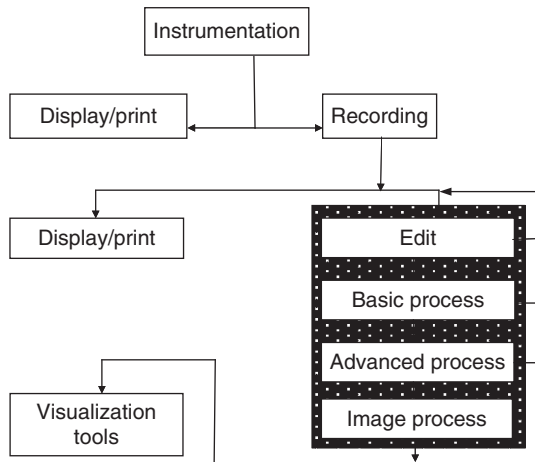 Instrumentation
Display/print
Recording
Display/print
Edit
Basic process
Advanced process
Visualization
tools
Image process